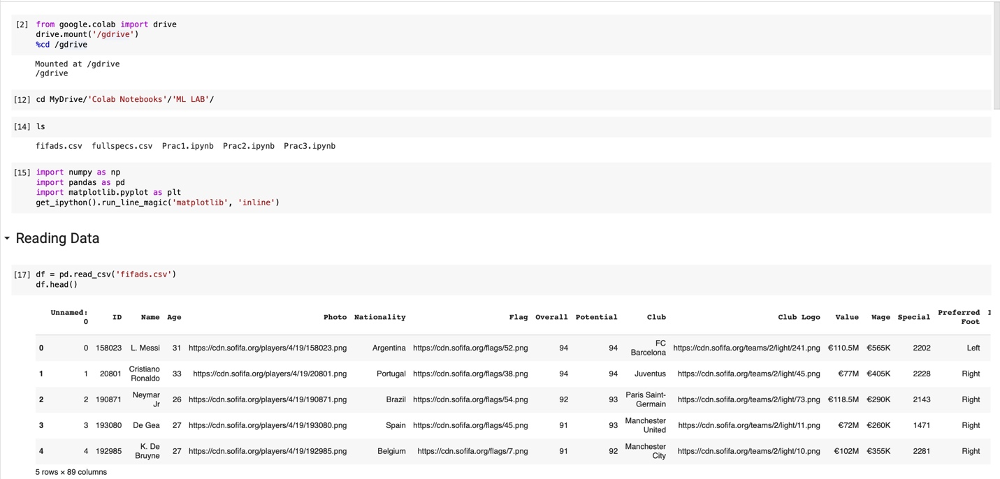 [2] from google.colab import drive
drive.mount('/gdrive')
%cd /gdrive
Mounted at /gdrive
/gdrive
[12] cd MyDrive/'Colab Notebooks'/'ML LAB'/
[14] ls
fifads.csv fullspecs.csv Prac1.ipynb Prac2.ipynb Prac3.ipynb
[15] import numpy as np
import pandas as pd
import matplotlib.pyplot as plt
get_ipython().run_line_magic('matplotlib', 'inline')
Reading Data
[17] df = pd.read_csv('fifads.csv')
df.head()
Unnamed: 0 ID Name Age Photo Nationality Flag Overall Potential Club Club Logo Value Wage Special Preferred Foot
0 0 158023 L. Messi 31 https://cdn.sofifa.org/players/4/19/158023.png Argentina https://cdn.sofifa.org/flags/52.png 94 94 FC Barcelona https://cdn.sofifa.org/teams/2/light/241.png €110.5M €565K 2202 Left
1 1 20801 Cristiano Ronaldo 33 https://cdn.sofifa.org/players/4/19/20801.png Portugal https://cdn.sofifa.org/flags/38.png 94 94 Juventus https://cdn.sofifa.org/teams/2/light/45.png €77M €405K 2228 Right
2 2 190871 Neymar Jr 26 https://cdn.sofifa.org/players/4/19/190871.png Brazil https://cdn.sofifa.org/flags/54.png 92 93 Paris Saint-Germain https://cdn.sofifa.org/teams/2/light/73.png €118.5M €290K 2143 Right
3 3 193080 De Gea 27 https://cdn.sofifa.org/players/4/19/193080.png Spain https://cdn.sofifa.org/flags/45.png 91 93 Manchester United https://cdn.sofifa.org/teams/2/light/11.png €72M €260K 1471 Right
4 4 192985 K. De Bruyne 27 https://cdn.sofifa.org/players/4/19/192985.png Belgium https://cdn.sofifa.org/flags/7.png 91 92 Manchester City https://cdn.sofifa.org/teams/2/light/10.png €102M €355K 2281 Right
5 rows × 89 columns